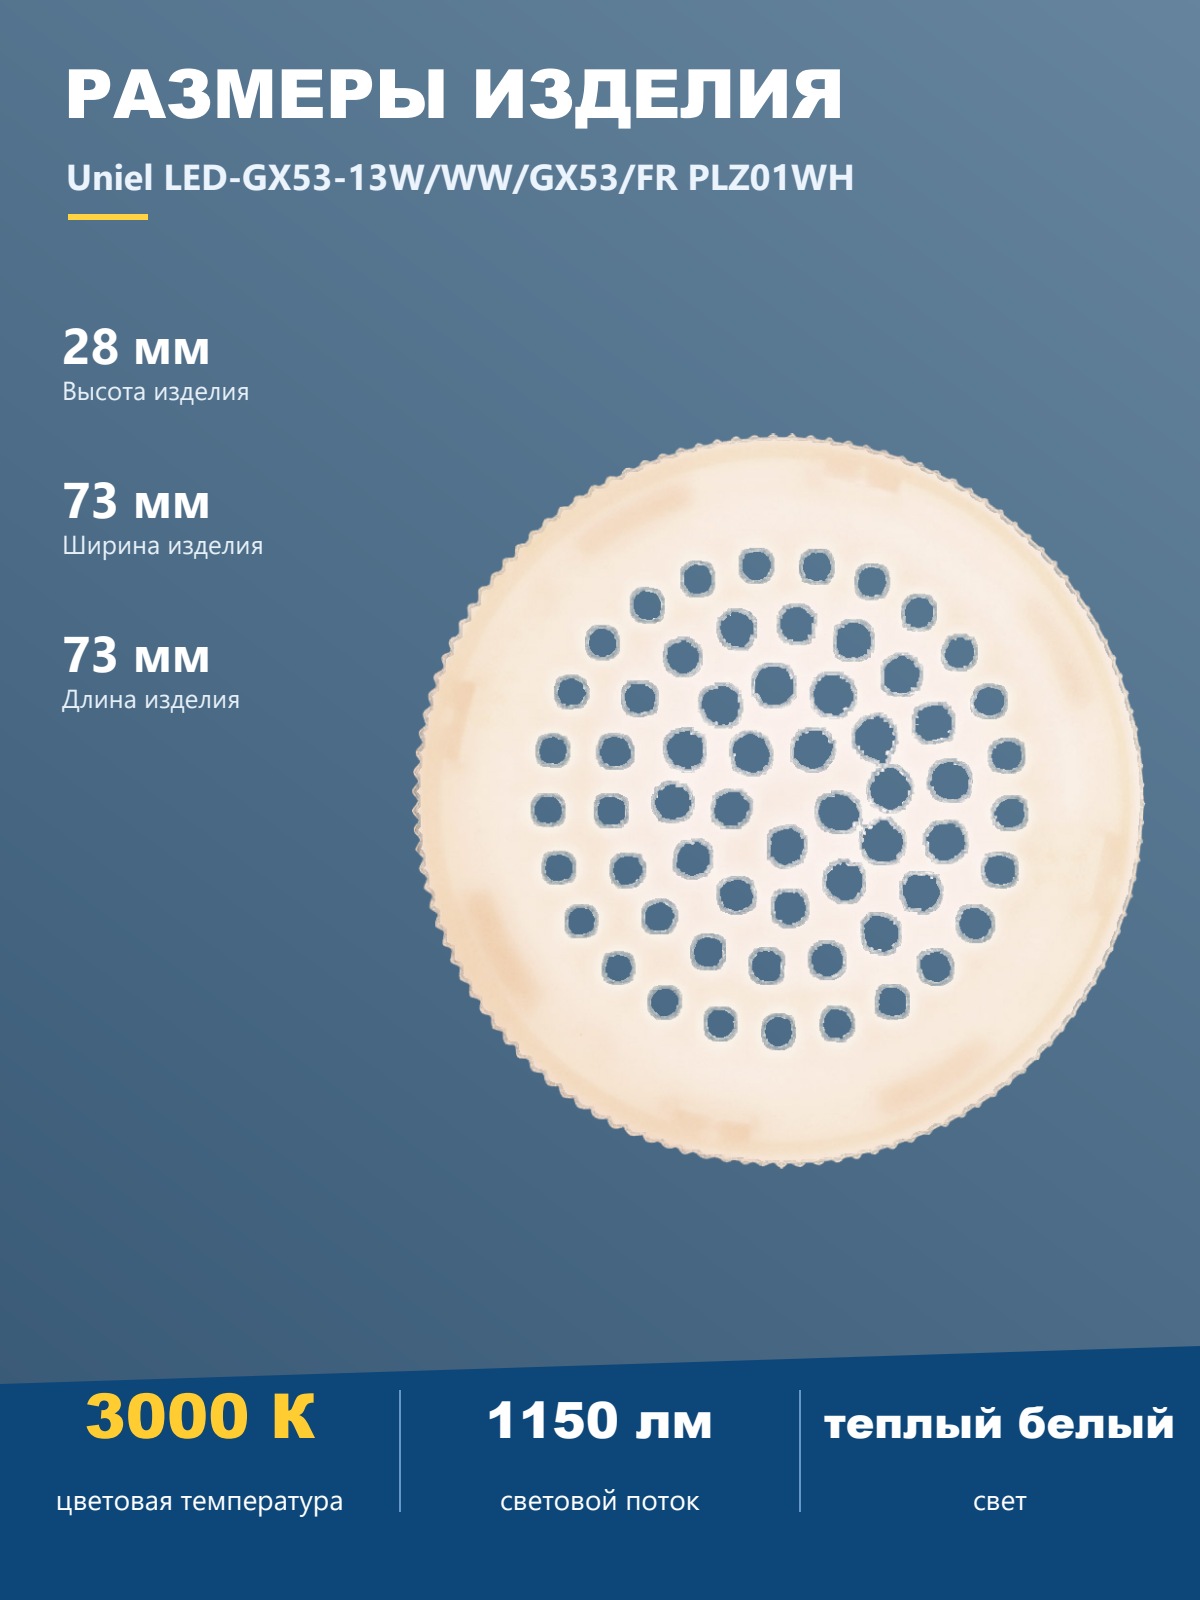 РАЗМЕРЫ ИЗДЕЛИЯ
Uniel LED-GX53-13W/WW/GX53/FR PLZ01WH
28 мм
Высота изделия
73 мм
Ширина изделия
73 мм
Длина изделия
3000 К
цветовая температура
1150 лм
световой поток
теплый белый
свет